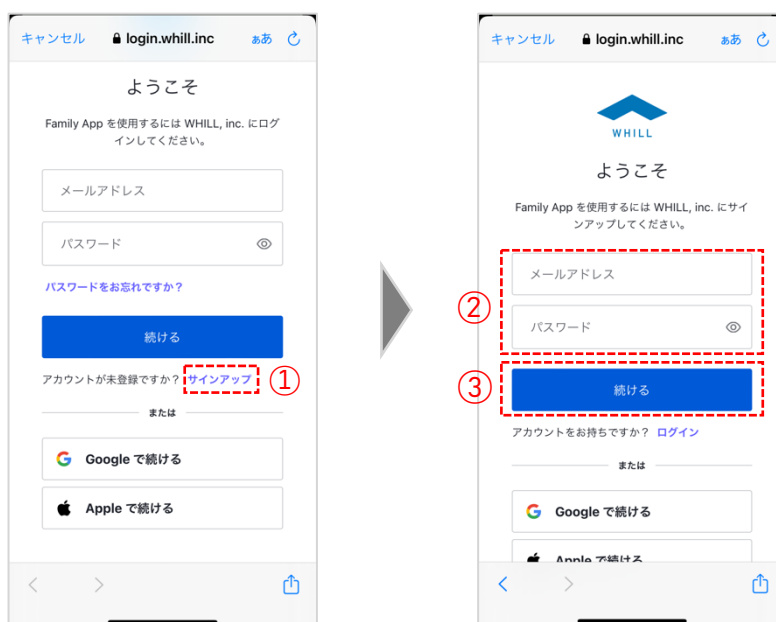 キャンセル login.whill.inc ぁあ
ようこそ
Family App を使用するには WHILL, inc. にログ
インしてください。
メールアドレス
パスワード
パスワードをお忘れですか？
続ける
アカウントが未登録ですか？ サインアップ ①
または
Google で続ける
Apple で続ける
キャンセル login.whill.inc ぁあ
WHILL
ようこそ
Family App を使用するには WHILL, inc. にサイ
ンアップしてください。
メールアドレス
②
パスワード
③
続ける
アカウントをお持ちですか？ ログイン
または
Google で続ける
Apple で続ける